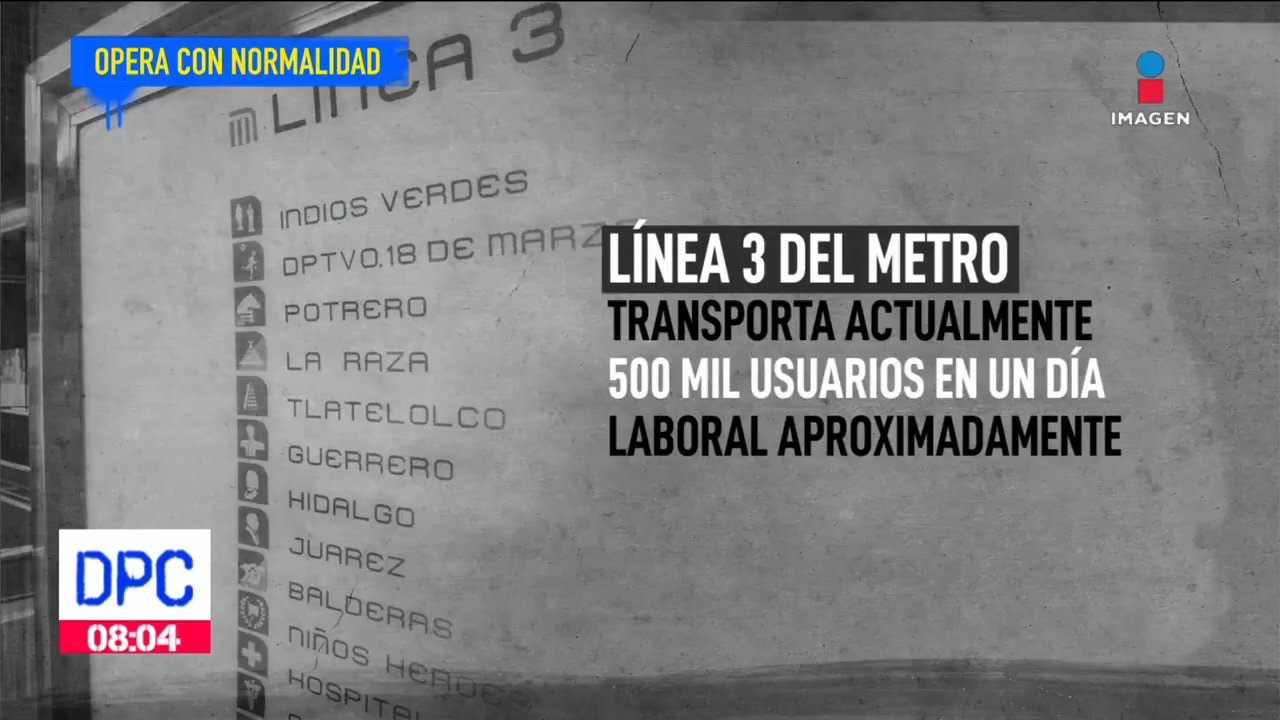 OPERA CON NORMALIDAD
LÍNEA 3
IMAGEN
INDIOS VERDES
DPTVO.18 DE MARZO
POTRERO
LA RAZA
TLATELOLCO
GUERRERO
HIDALGO
JUAREZ
BALDERAS
NIÑOS HEROES
HOSPITAL
LÍNEA 3 DEL METRO
TRANSPORTA ACTUALMENTE
500 MIL USUARIOS EN UN DÍA
LABORAL APROXIMADAMENTE
DPC
08:04